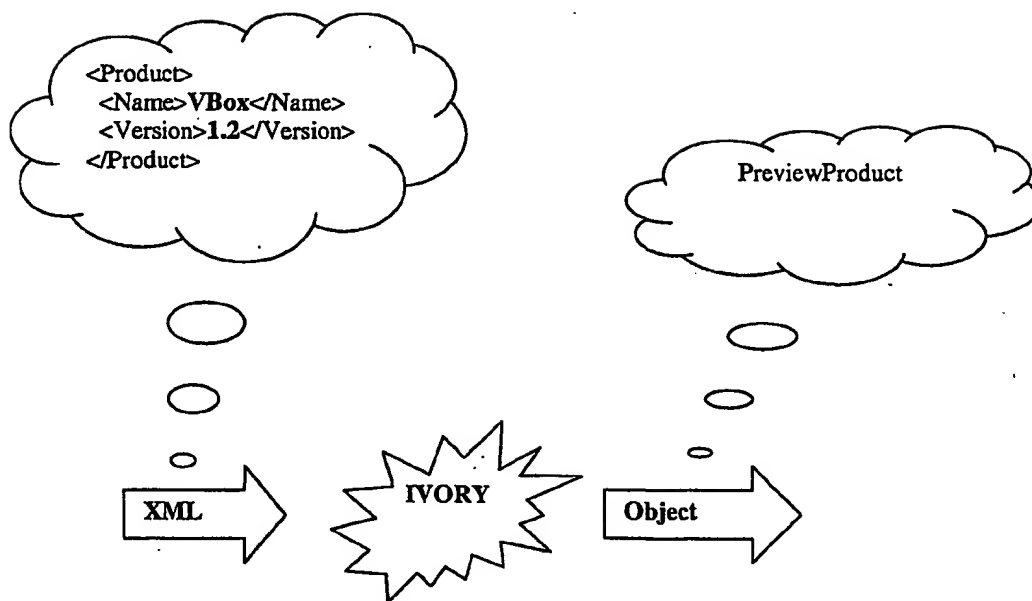 <Product>
<Name>VBox</Name>
<Version>1.2</Version>
</Product>
PreviewProduct
XML
IVORY
Object